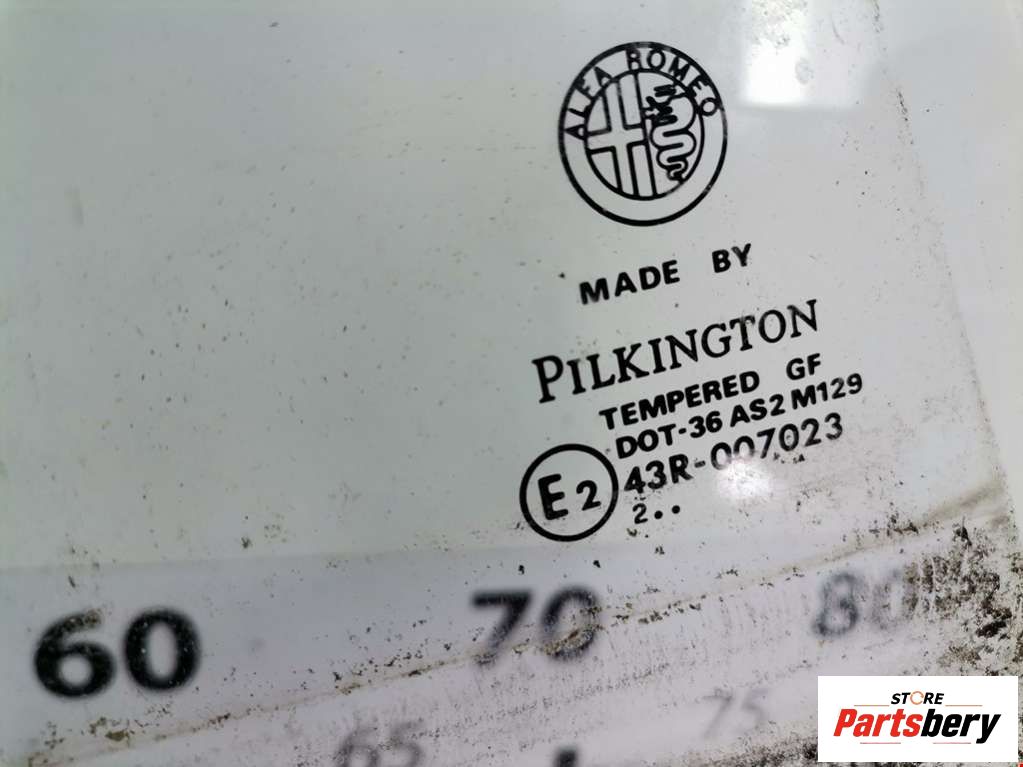 ALFA ROMEO
MADE BY
PILKINGTON
TEMPERED GF
DOT-36 AS2 M129
E2 43R-007023
2..
60 70 80
65 75
STORE
Partsbery